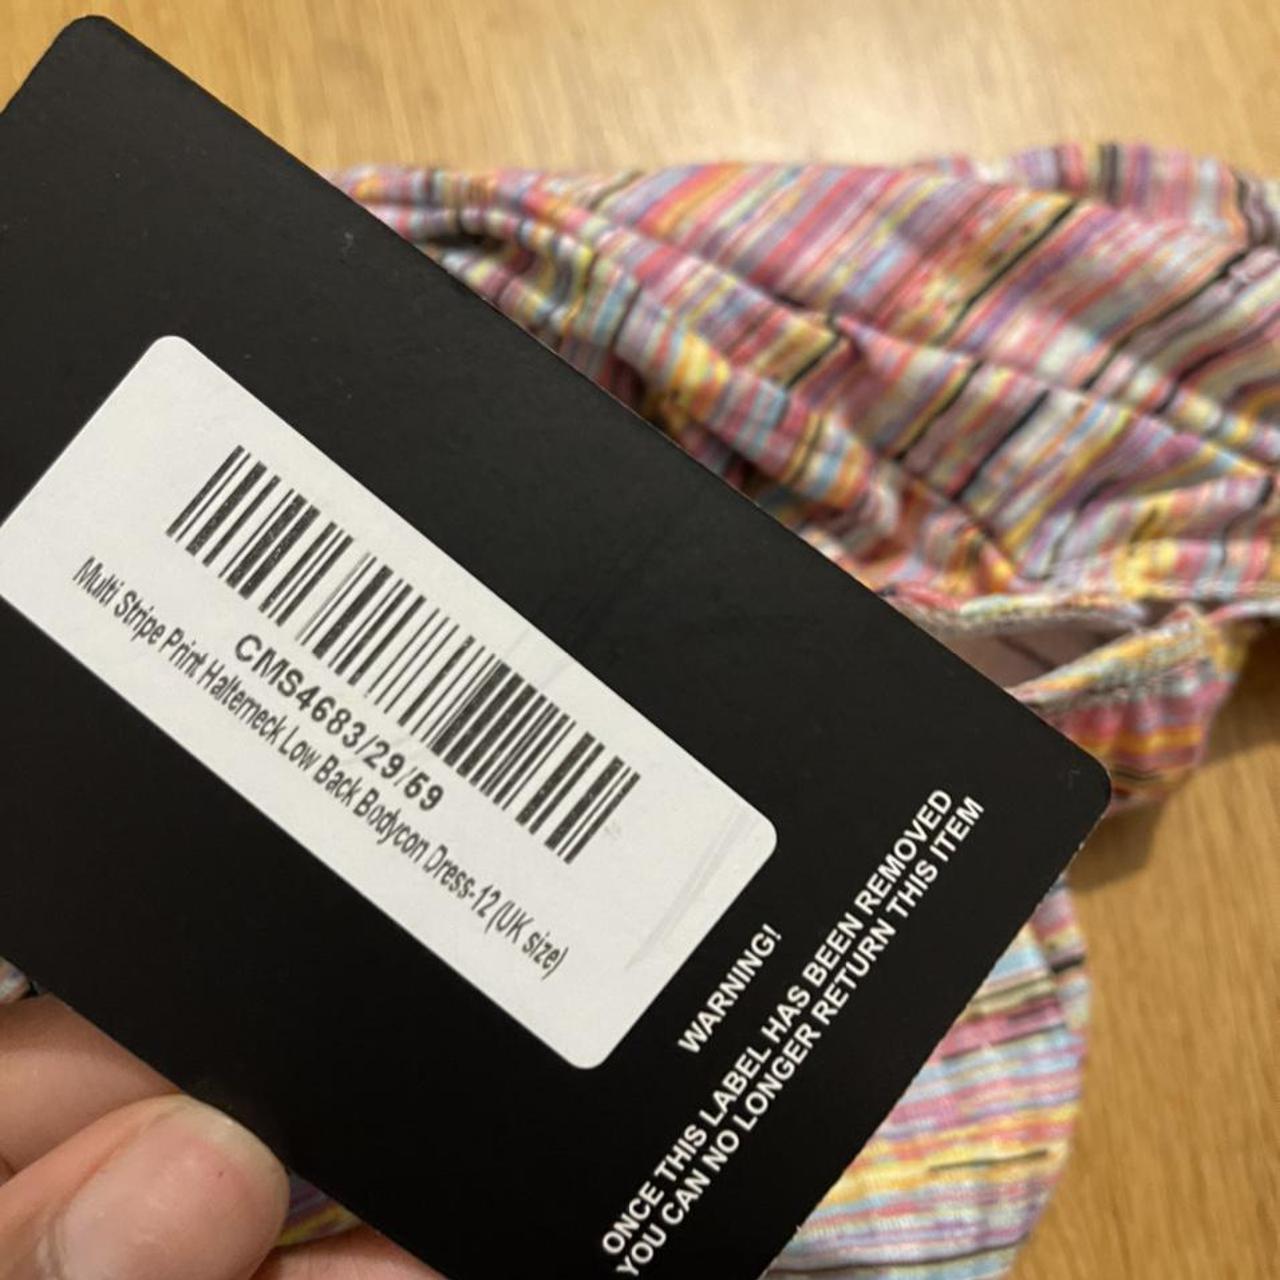 CMS4683/29/69
Multi Stripe Print Halterneck Low Back Bodycon Dress-12 (UK size)
WARNING!
ONCE THIS LABEL HAS BEEN REMOVED
YOU CAN NO LONGER RETURN THIS ITEM